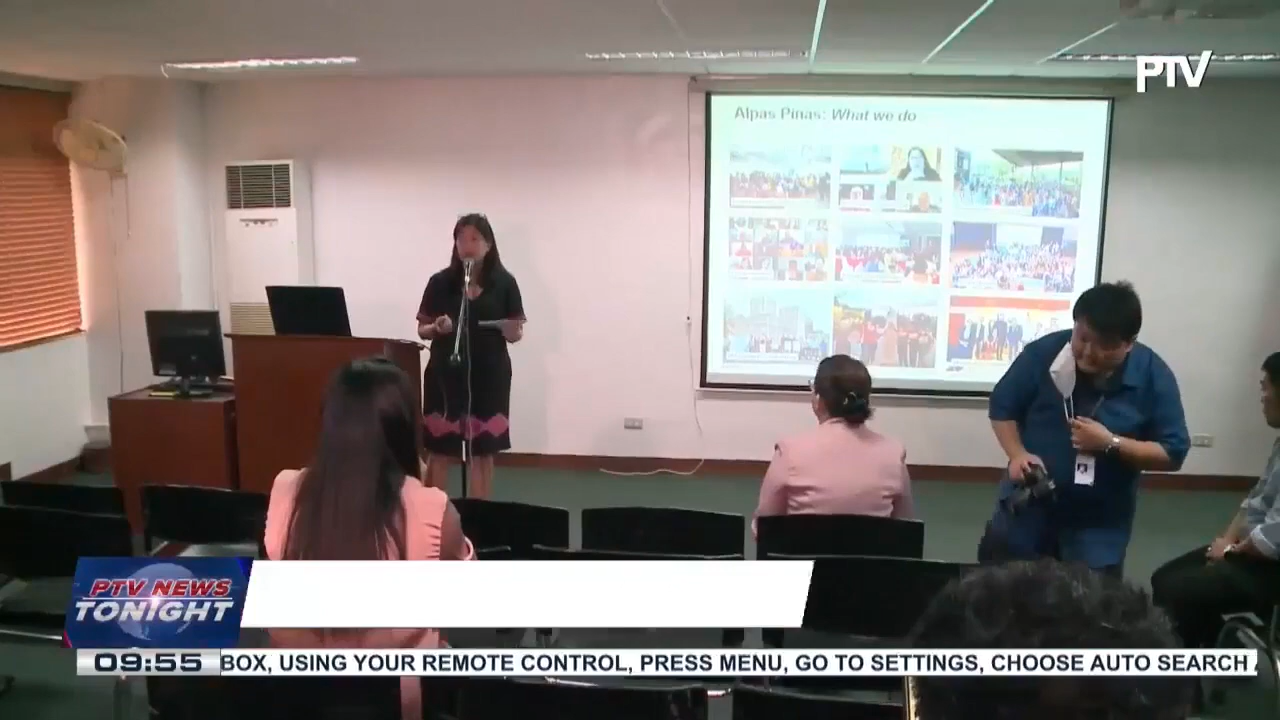 PTV
Alpas Pinas: What we do
PTV NEWS
TONIGHT
09:55 BOX, USING YOUR REMOTE CONTROL, PRESS MENU, GO TO SETTINGS, CHOOSE AUTO SEARCH